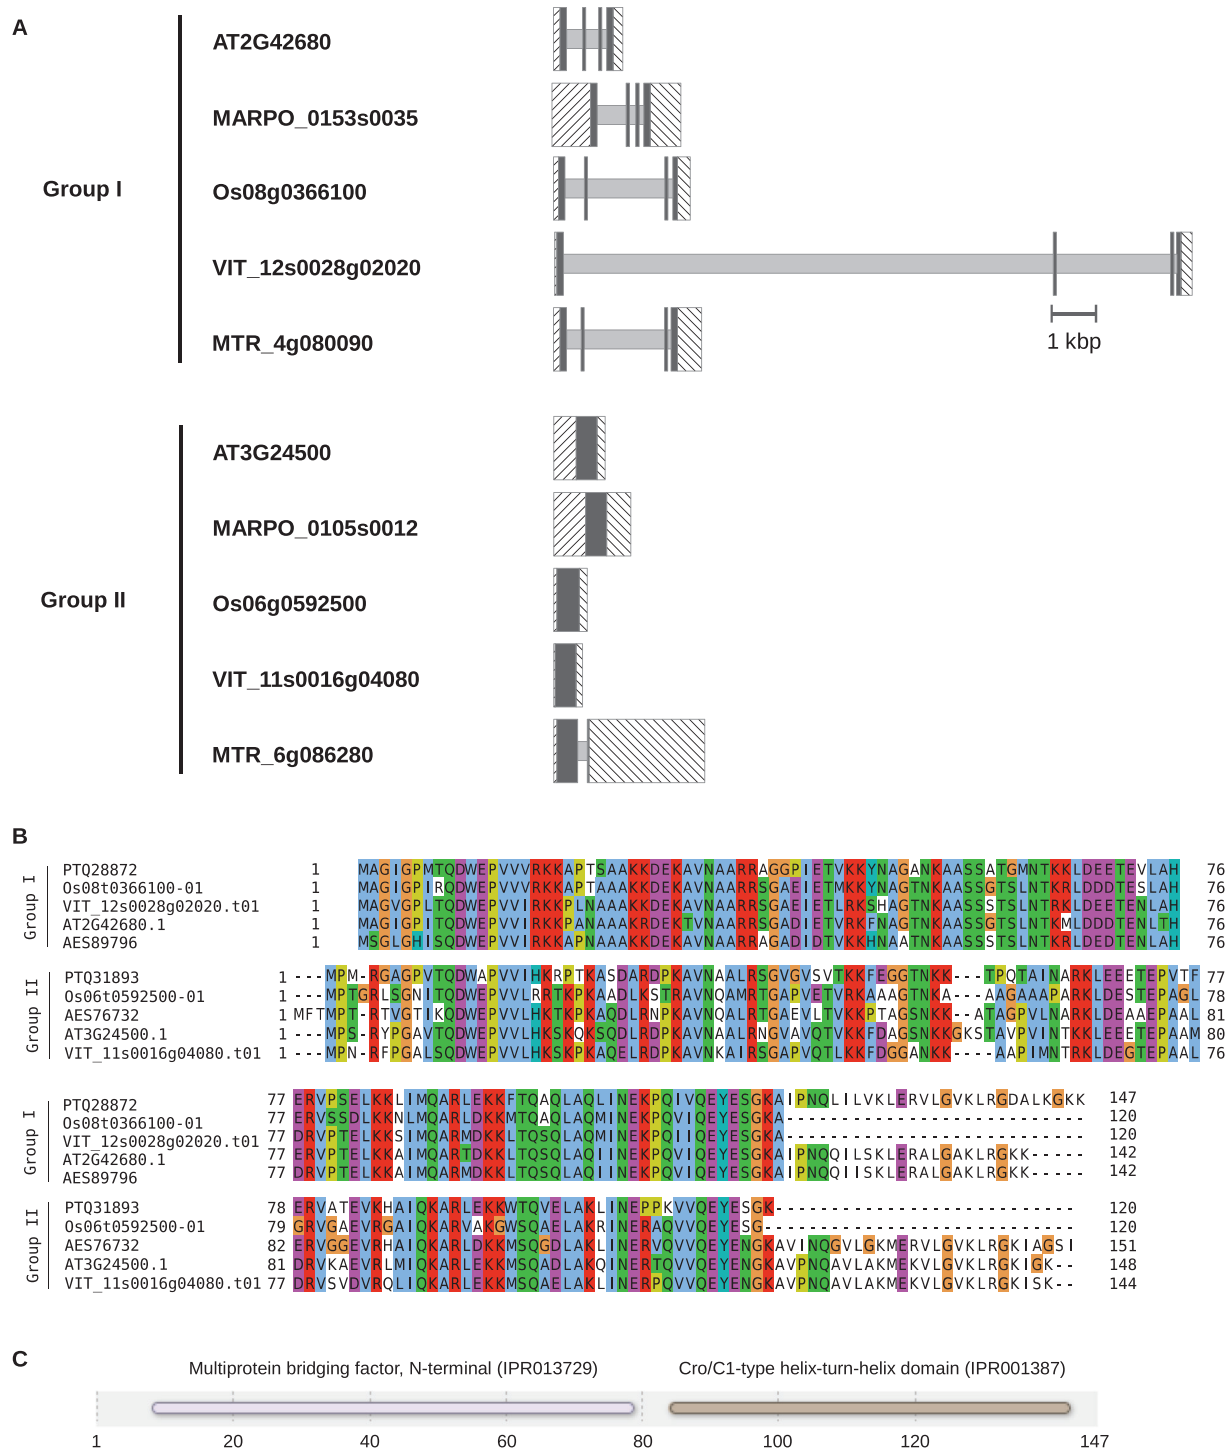 A
Group I
AT2G42680
MARPO_0153s0035
Os08g0366100
VIT_12s0028g02020
MTR_4g080090
1 kbp
Group II
AT3G24500
MARPO_0105s0012
Os06g0592500
VIT_11s0016g04080
MTR_6g086280
B
Group I
PTQ28872 1 MAGIGPMTQDWEPVVVRKKAPTSAAKKDEKAVNAARRAGGPIETVKKYNAGANKAASSATGMNTKKLDEETEVLAH 76
Os08t0366100-01 1 MAGIGPIRQDWEPVVVRKKAPTAAAKKDEKAVNAARRSGAEIETMKKYNAGTNKAASSGTSLNTKRLDDDTESLAH 76
VIT_12s0028g02020.t01 1 MAGVGPLTQDWEPVVIRKKPLNAAAKKDEKAVNAARRSGAEIETLRKSHAGTNKAASSSTSLNTRKLDEETENLAH 76
AT2G42680.1 1 MAGIGPITQDWEPVVIRKKPANAAAKKDEKTVNAARRSGADIETVRKFNAGTNKAASSGTSLNTKMLDDDTENLTH 76
AES89796 1 MSGLGHISQDWEPVVIRKKAPNAAAKKDEKAVNAARRAGADIDTVKKHNAATNKAASSSTSLNTKRLDEDTENLAH 76
Group II
PTQ31893 1 ---MPM-RGAGPVTQDWAPVVIHKRPTKASDARDPKAVNAALRSGVGVSVTKKFEGGTNKK---TPQTAINARKLEEETEPVTF 77
Os06t0592500-01 1 ---MPTGRLSGNITQDWEPVVLRRTKPKAADLKSTRAVNQAMRTGAPVETVRKAAAGTNKA---AAGAAAPARKLDESTEPAGL 78
AES76732 1 MFTMPT-RTVGTIKQDWEPVVLHKTKPKAQDLRNPKAVNQALRTGAEVLTVKKPTAGSNKK--ATAGPVLNARKLDEAAEPAAL 81
AT3G24500.1 1 ---MPS-RYPGAVTQDWEPVVLHKSKQKSQDLRDPKAVNAALRNGVAVQTVKKFDAGSNKGKSTAVPVINTKKLEEETEPAAM 80
VIT_11s0016g04080.t01 1 ---MPN-RFPGALSQDWEPVVLHKSKPKAQELRDPKAVNKAIRSGAPVQTLKKFDGGANKK----AAPIMNTRKLDEGTEPAAL 76
Group I
PTQ28872 77 ERVPSELKKLIMQARLEKKFTQAQLAQLINEKPQIVQEYESGKAIPNQLILVKLERVLGVKLRGDALKGKK 147
Os08t0366100-01 77 ERVSSDLKKNLMQARLEKKMTQAQLAQMINEKPQIVQEYESGKA--------------------------- 120
VIT_12s0028g02020.t01 77 DRVPTELKKSIMQARMDKKLTQSQLAQMINEKPQIIQEYESGKA--------------------------- 120
AT2G42680.1 77 ERVPTELKKAIMQARTDKKLTQSQLAQIINEKPQVIQEYESGKAIPNQQILSKLERALGAKLRGKK----- 142
AES89796 77 DRVPTELKKAIMQARMDKKLTQSQLAQIINEKPQVIQEYESGKAIPNQQIISKLERALGAKLRGKK----- 142
Group II
PTQ31893 78 ERVATEVKHAIQKARLEKKWTQVELAKLINEPPKVVQEYESGK---------------------------- 120
Os06t0592500-01 79 GRVGAEVRGAIQKARVAKGWSQAELAKRINERAQVVQEYESG----------------------------- 120
AES76732 82 ERVGGEVRHAIQKARLDKKMSQGDLAKLINERVQVVQEYENGKAVINQGVLGKMERVLGVKLRGKIAGSI 151
AT3G24500.1 81 DRVKAEVRLMIQKARLEKKMSQADLAKQINERTQVVQEYENGKAVPNQAVLAKMEKVLGVKLRGKIGK-- 148
VIT_11s0016g04080.t01 77 DRVSVDVRQLIQKARLEKKMSQAELAKLINERPQVVQEYENGKAVPNQAVLAKMEKVLGVKLRGKISK-- 144
C
Multiprotein bridging factor, N-terminal (IPR013729) Cro/C1-type helix-turn-helix domain (IPR001387)
1 20 40 60 80 100 120 147